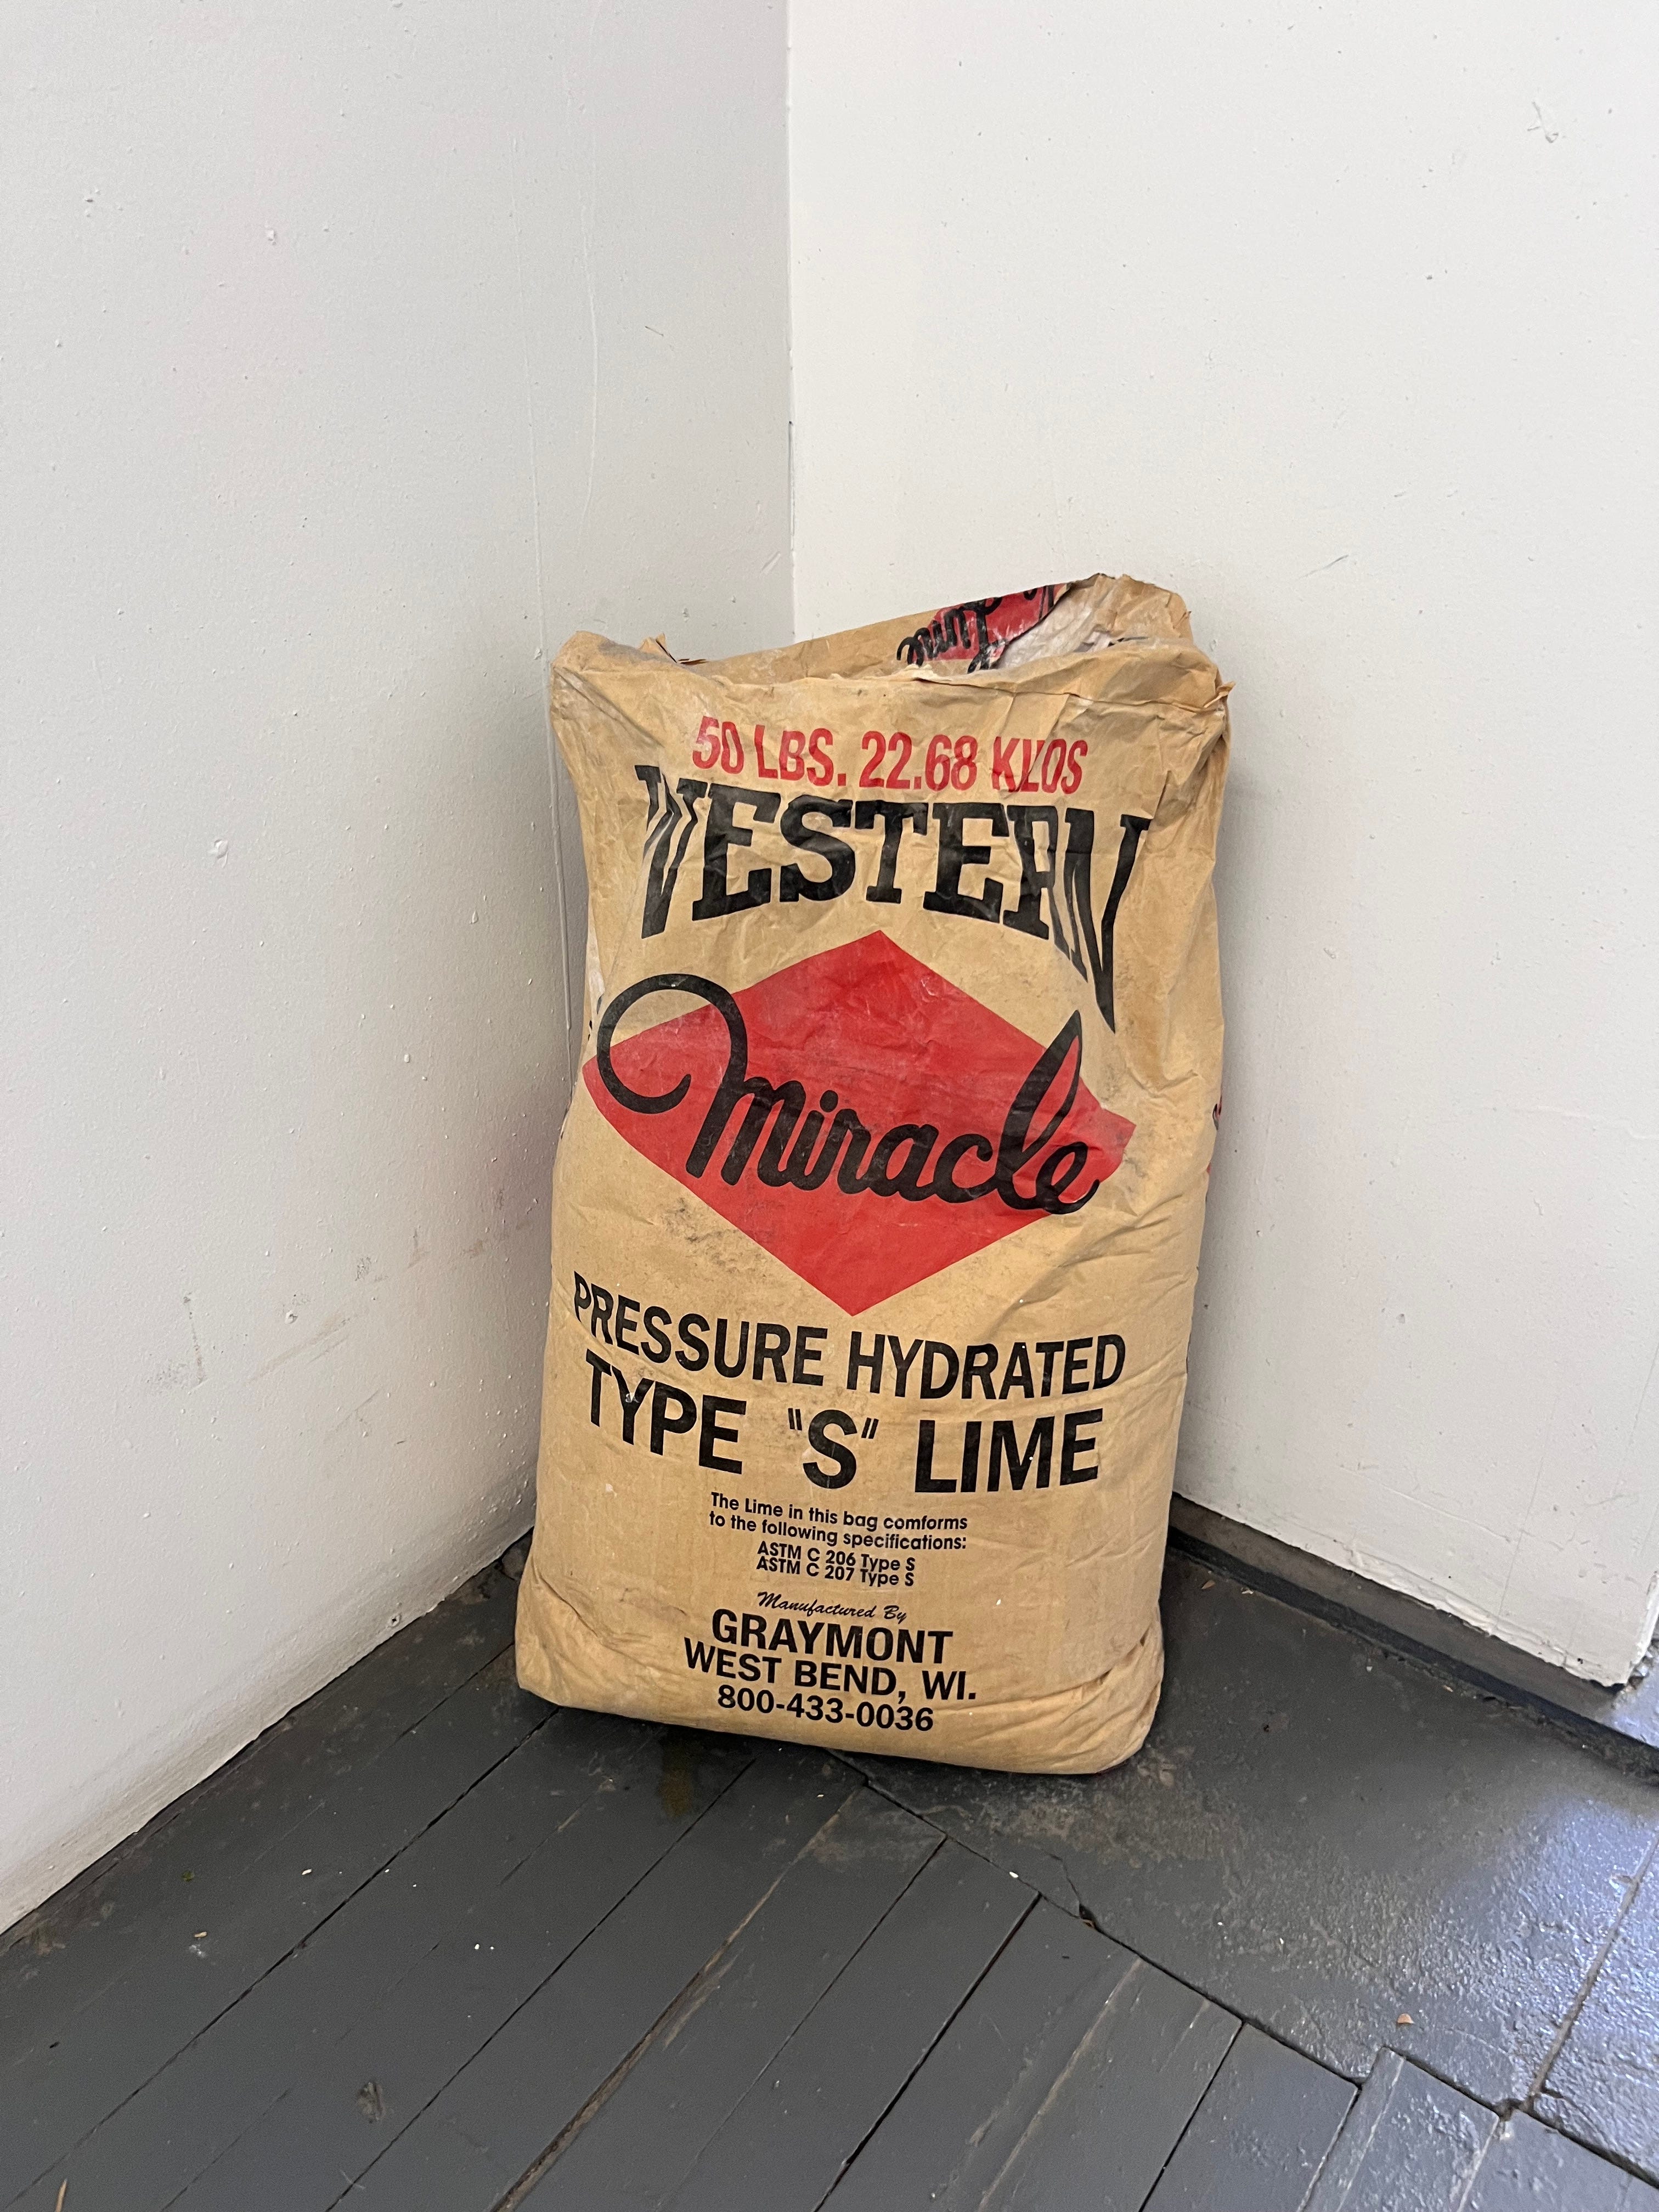 50 LBS. 22.68 KILOS
WESTERN
Miracle
PRESSURE HYDRATED
TYPE "S" LIME
The Lime in this bag comforms
to the following specifications:
ASTM C 206 Type S
ASTM C 207 Type S
Manufactured By
GRAYMONT
WEST BEND, WI.
800-433-0036